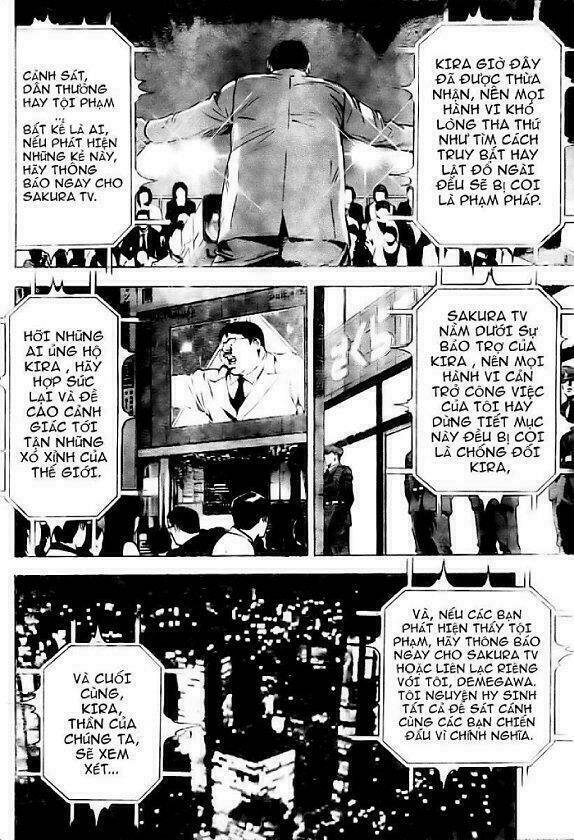 KIRA GIỜ ĐÂY
ĐÃ ĐƯỢC THỪA
NHẬN, NÊN MỌI
HÀNH VI KHÓ
LÒNG THA THỨ
NHƯ TÌM CÁCH
TRUY BẮT HAY
LẬT ĐỔ NGÀI
ĐỀU SẼ BỊ COI
LÀ PHẠM PHÁP.
CẢNH SÁT,
DÂN THƯỜNG
HAY TỘI PHẠM
...
BẤT KỂ LÀ AI,
NẾU PHÁT HIỆN
NHỮNG KẺ NÀY,
HÃY THÔNG
BÁO NGAY CHO
SAKURA TV.
SAKURA TV
NẰM DƯỚI SỰ
BẢO TRỢ CỦA
KIRA , NÊN MỌI
HÀNH VI CẢN
TRỞ CÔNG VIỆC
CỦA TÔI HAY
DỪNG TIẾT MỤC
NÀY ĐỀU BỊ COI
LÀ CHỐNG ĐỐI
KIRA,
HỠI NHỮNG
AI ỦNG HỘ
KIRA , HÃY
HỢP SỨC
LẠI VÀ ĐỀ
CAO CẢNH
GIÁC TỚI
TẬN NHỮNG
XÓ XỈNH CỦA
THẾ GIỚI.
VÀ, NẾU CÁC BẠN
PHÁT HIỆN THẤY TỘI
PHẠM, HÃY THÔNG BÁO
NGAY CHO SAKURA TV
HOẶC LIÊN LẠC RIÊNG
VỚI TÔI, DEMEGAWA.
TÔI NGUYỆN HY SINH
TẤT CẢ ĐỂ SÁT CÁNH
CÙNG CÁC BẠN CHIẾN
ĐẤU VÌ CHÍNH NGHĨA.
VÀ CUỐI
CÙNG,
KIRA,
THẦN CỦA
CHÚNG TA,
SẼ XEM
XÉT...